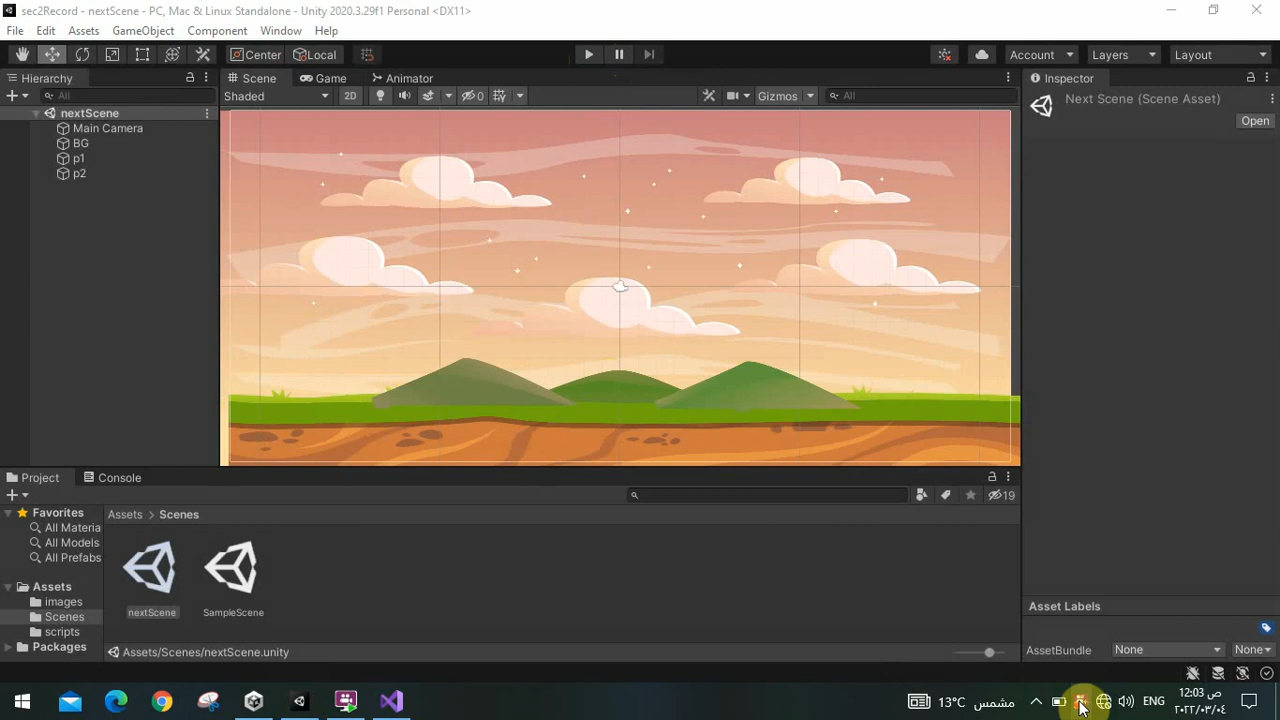 sec2Record - nextScene - PC, Mac & Linux Standalone - Unity 2020.3.29f1 Personal <DX11>
File Edit Assets GameObject Component Window Help
Center Local Account Layers Layout
Hierarchy Scene Game Animator Inspector
All Shaded 2D 0 Gizmos All Next Scene (Scene Asset)
Open
nextScene
Main Camera
BG
p1
p2
Project Console
19
Favorites Assets > Scenes
All Materia
All Models
All Prefabs
Assets
images
Scenes
scripts
Packages
nextScene SampleScene
Asset Labels
Assets/Scenes/nextScene.unity AssetBundle None None
13°C مشمس ENG 12:03 ص
٢٠٢٢/٠٣/٠٤